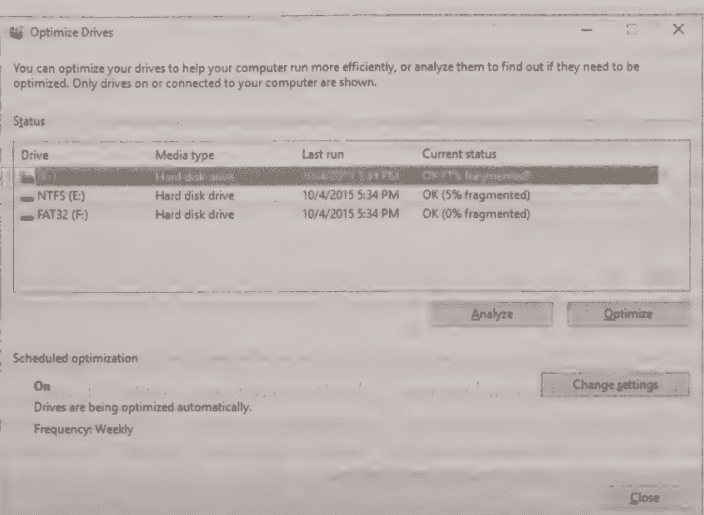 Optimize Drives
You can optimize your drives to help your computer run more efficiently, or analyze them to find out if they need to be
optimized. Only drives on or connected to your computer are shown.
Status
Drive Media type Last run Current status
Hard disk drive
NTFS (E:) Hard disk drive 10/4/2015 5:34 PM OK (5% fragmented)
FAT32 (F:) Hard disk drive 10/4/2015 5:34 PM OK (0% fragmented)
Analyze Optimize
Scheduled optimization
On Change settings
Drives are being optimized automatically.
Frequency: Weekly
Close